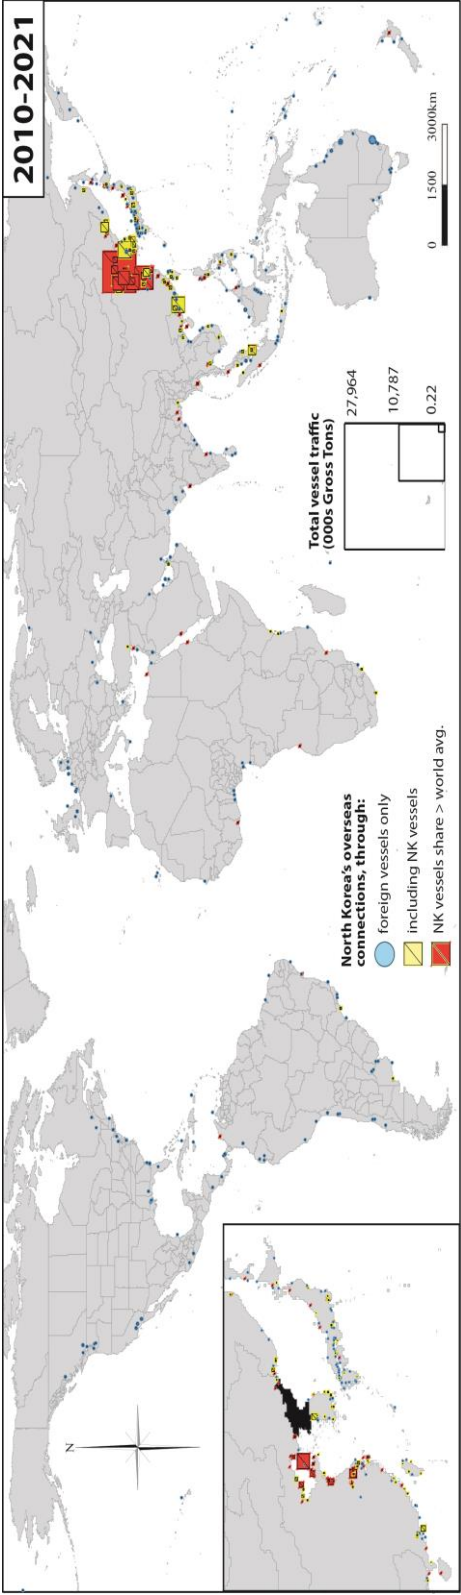 2010-2021
N
North Korea's overseas
connections, through:
foreign vessels only
including NK vessels
NK vessels share > world avg.
Total vessel traffic
(000s Gross Tons)
27,964
10,787
0.22
0 1500 3000km